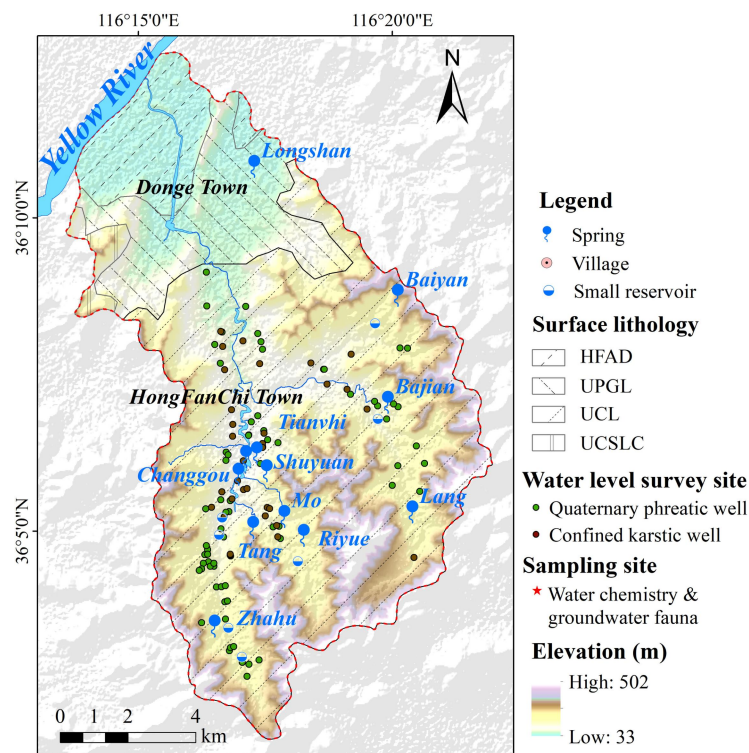 116°15'0"E
116°20'0"E
Yellow River
N
Longshan
Donge Town
36°10'0"N
Baiyan
HongFanChi Town
Bajian
Tianvhi
Shuyuan
Changgou
Mo
Lang
Riyue
Tang
36°5'0"N
Zhahu
0 1 2 4
km
Legend
Spring
Village
Small reservoir
Surface lithology
HFAD
UPGL
UCL
UCSLC
Water level survey site
Quaternary phreatic well
Confined karstic well
Sampling site
Water chemistry &
groundwater fauna
Elevation (m)
High: 502
Low: 33